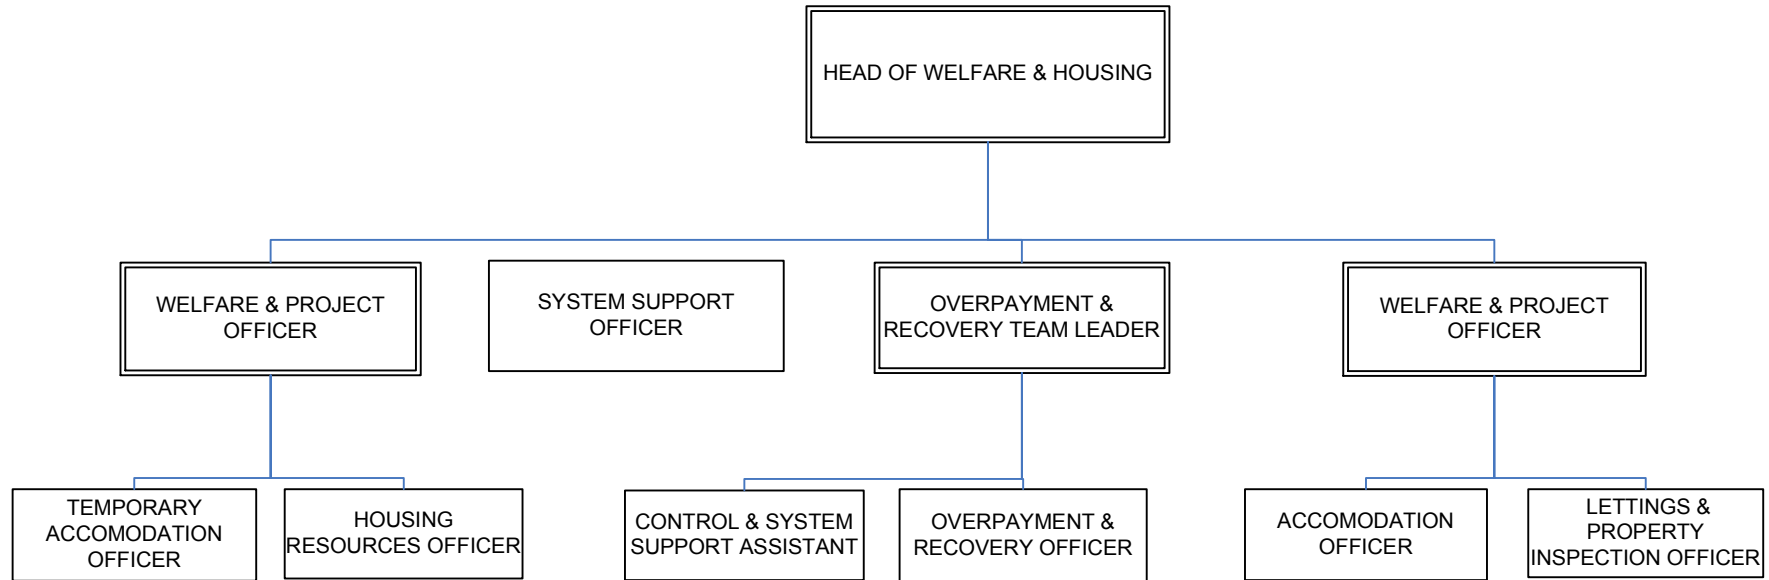 HEAD OF WELFARE & HOUSING
WELFARE & PROJECT
OFFICER
SYSTEM SUPPORT
OFFICER
OVERPAYMENT &
RECOVERY TEAM LEADER
WELFARE & PROJECT
OFFICER
TEMPORARY
ACCOMODATION
OFFICER
HOUSING
RESOURCES OFFICER
CONTROL & SYSTEM
SUPPORT ASSISTANT
OVERPAYMENT &
RECOVERY OFFICER
ACCOMODATION
OFFICER
LETTINGS &
PROPERTY
INSPECTION OFFICER